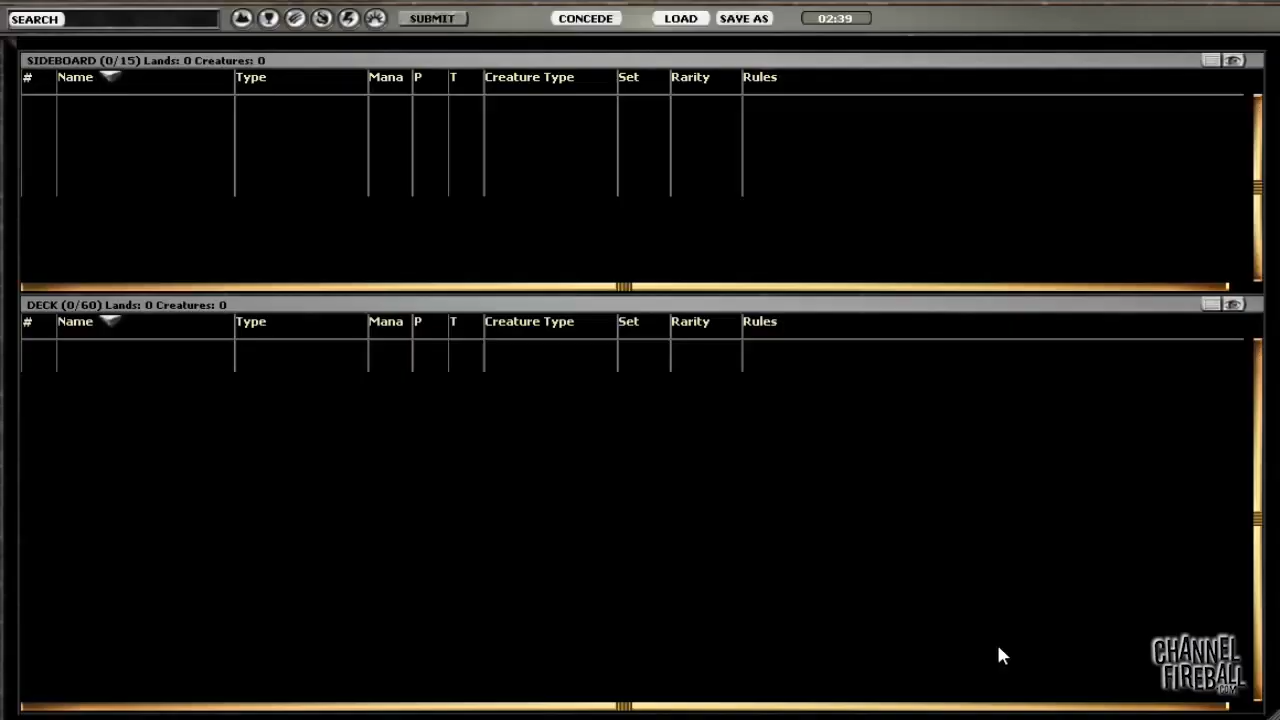 SEARCH SUBMIT CONCEDE LOAD SAVE AS 02:39
SIDEBOARD (0/15) Lands: 0 Creatures: 0
# Name Type Mana P T Creature Type Set Rarity Rules
DECK (0/60) Lands: 0 Creatures: 0
# Name Type Mana P T Creature Type Set Rarity Rules
CHANNEL
FIREBALL
.COM